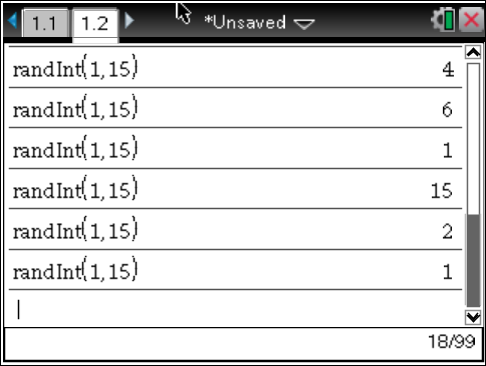 1.1 1.2 *Unsaved
randInt(1,15) 4
randInt(1,15) 6
randInt(1,15) 1
randInt(1,15) 15
randInt(1,15) 2
randInt(1,15) 1
18/99